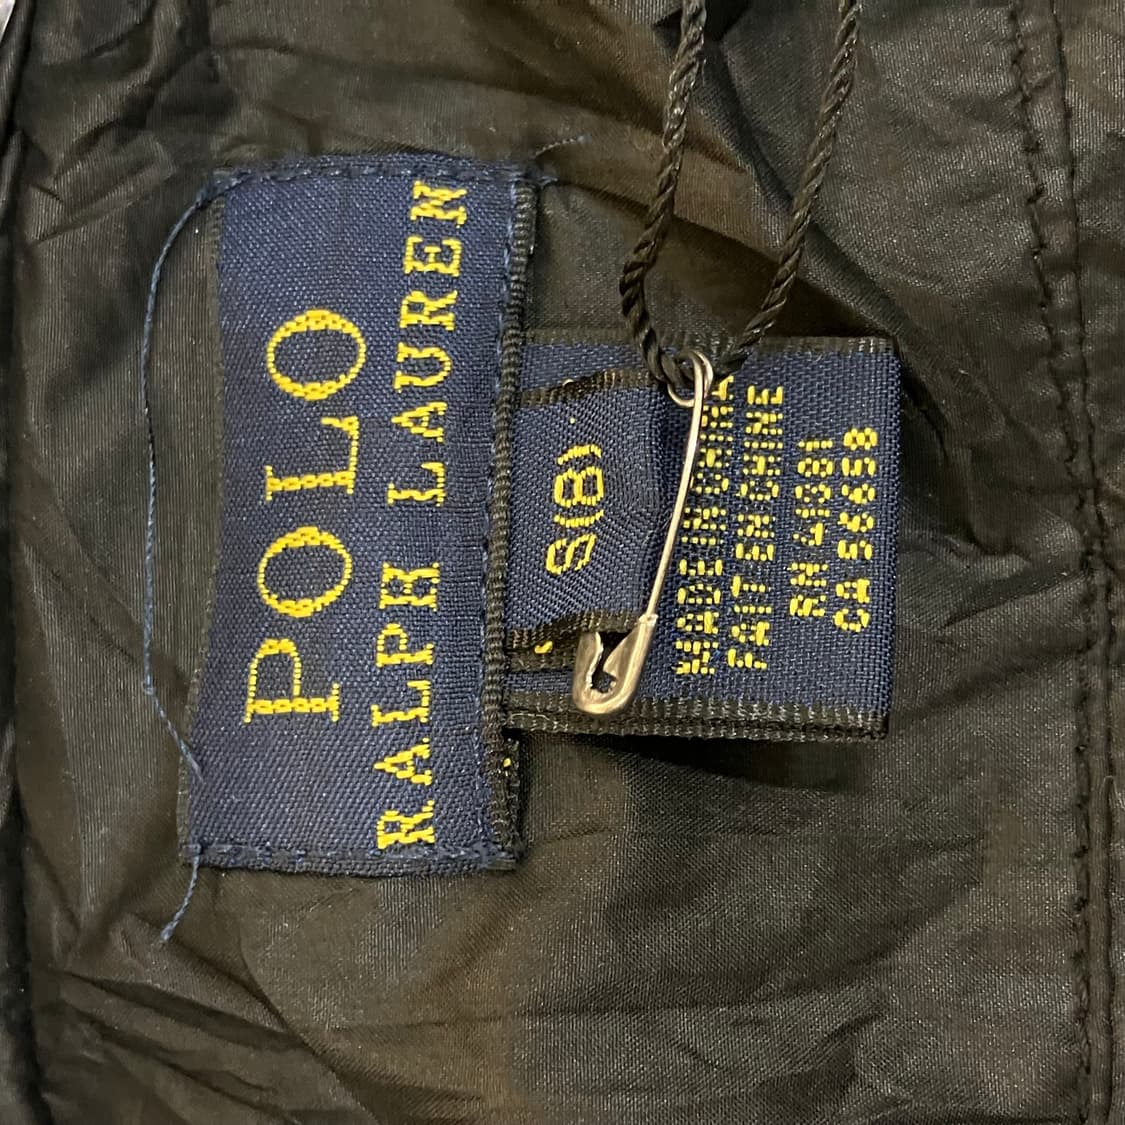 POLO
RALPH LAUREN
S(8)
MADE IN CHINA
FAIT EN CHINE
RN 41381
CA 56658